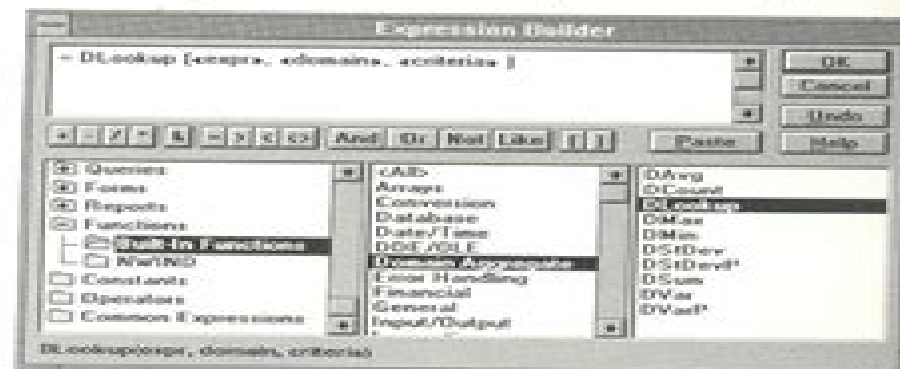 Expression Builder
= DLookup («expr», «domain», «criteria» )
OK
Cancel
Undo
Help
+ - / * & = > < <> And Or Not Like ( ) Paste
Queries
Forms
Reports
Functions
Built-In Functions
NWIND
Constants
Operators
Common Expressions
<All>
Arrays
Conversion
Database
Date/Time
DDE/OLE
Domain Aggregate
Error Handling
Financial
General
Input/Output
DAvg
DCount
DLookup
DMax
DMin
DStDev
DStDevP
DSum
DVar
DVarP
DLookup(expr, domain, criteria)